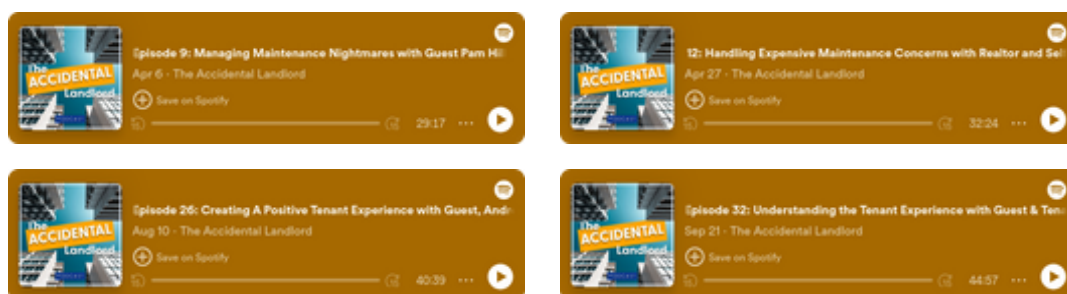 Episode 9: Managing Maintenance Nightmares with Guest Pam Hil
Apr 6 · The Accidental Landlord
Save on Spotify
29:17
The
ACCIDENTAL
Landlord
12: Handling Expensive Maintenance Concerns with Realtor and Sel
Apr 27 · The Accidental Landlord
Save on Spotify
32:24
The
ACCIDENTAL
Landlord
Episode 26: Creating A Positive Tenant Experience with Guest, Andr
Aug 10 · The Accidental Landlord
Save on Spotify
40:39
The
ACCIDENTAL
Landlord
Episode 32: Understanding the Tenant Experience with Guest & Tena
Sep 21 · The Accidental Landlord
Save on Spotify
44:57
The
ACCIDENTAL
Landlord